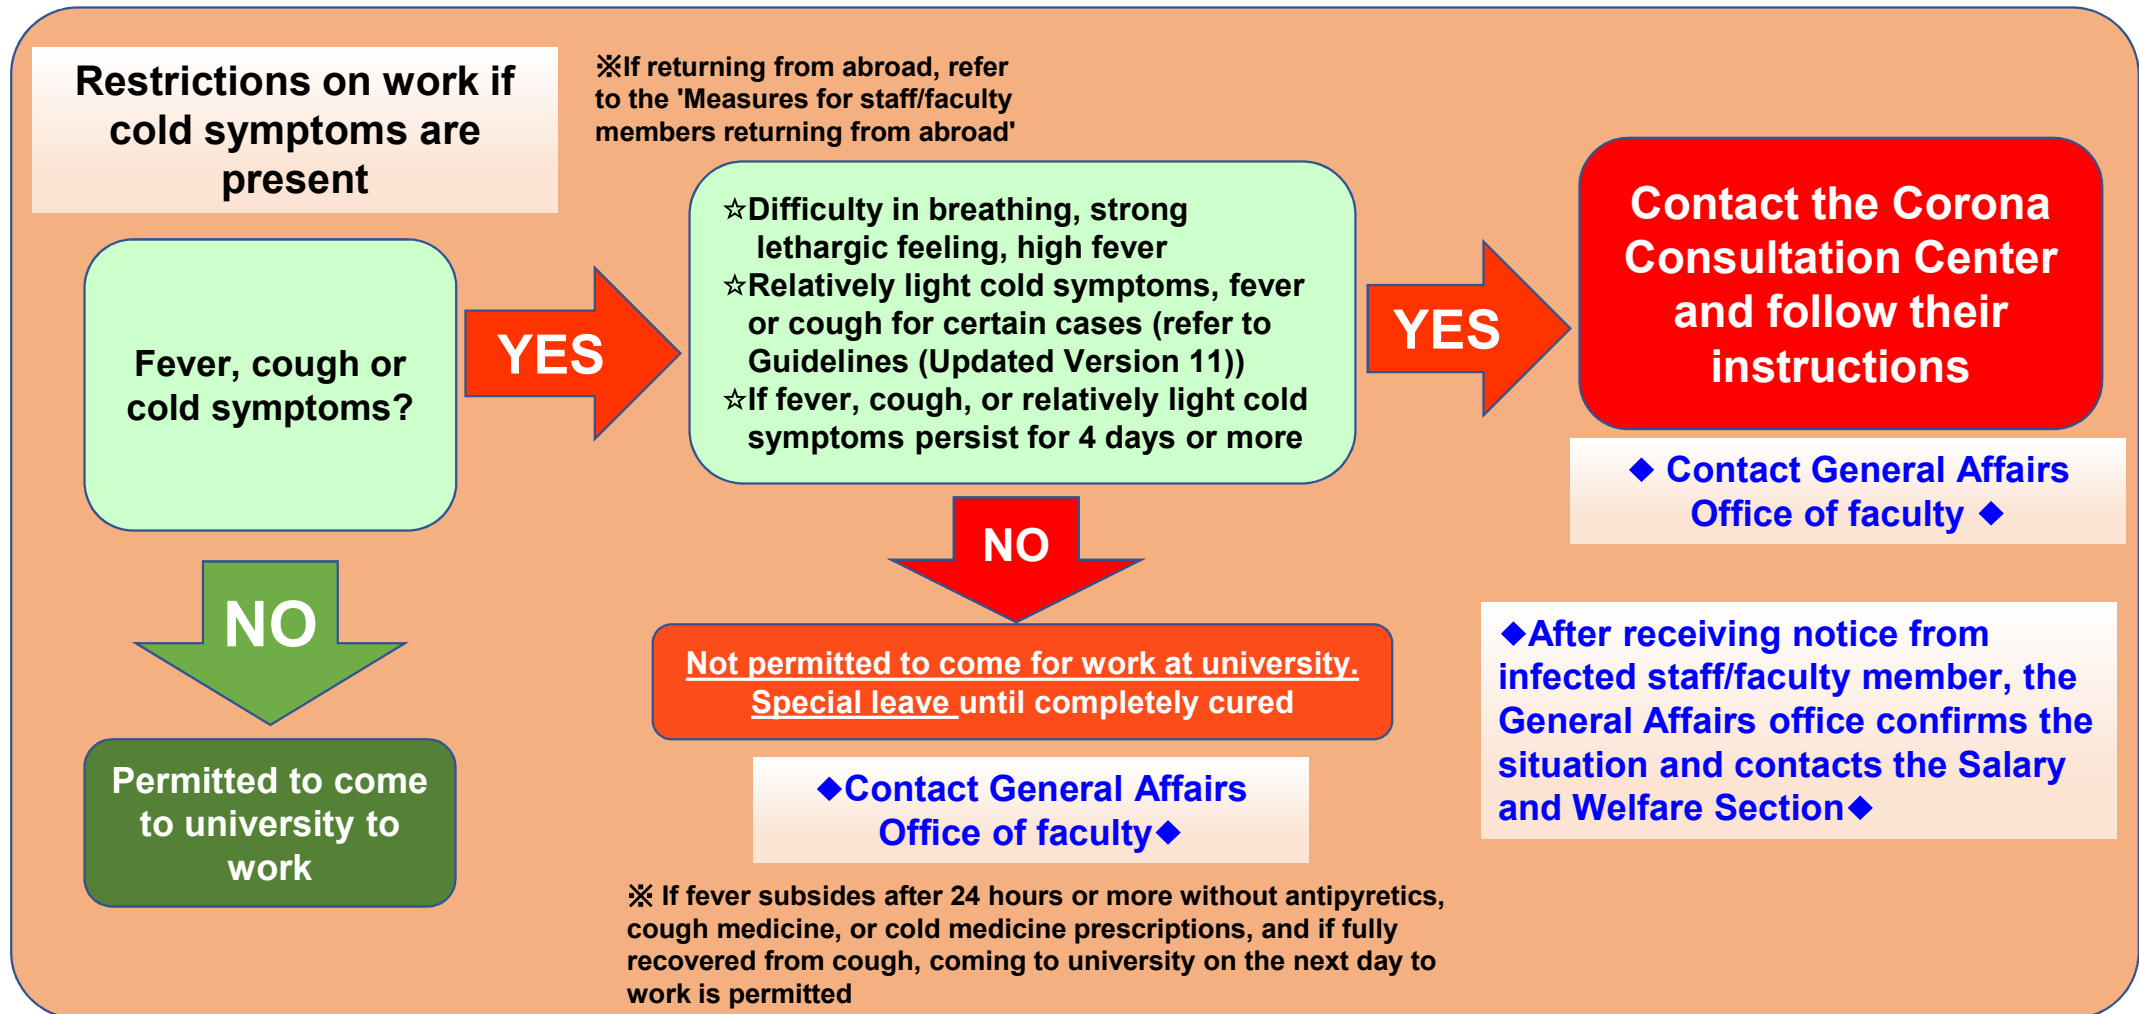 Restrictions on work if
cold symptoms are
present
※If returning from abroad, refer
to the 'Measures for staff/faculty
members returning from abroad'
Fever, cough or
cold symptoms?
YES
☆Difficulty in breathing, strong
lethargic feeling, high fever
☆Relatively light cold symptoms, fever
or cough for certain cases (refer to
Guidelines (Updated Version 11))
☆If fever, cough, or relatively light cold
symptoms persist for 4 days or more
YES
Contact the Corona
Consultation Center
and follow their
instructions
◆ Contact General Affairs
Office of faculty ◆
NO
Permitted to come
to university to
work
NO
Not permitted to come for work at university.
Special leave until completely cured
◆Contact General Affairs
Office of faculty◆
※ If fever subsides after 24 hours or more without antipyretics,
cough medicine, or cold medicine prescriptions, and if fully
recovered from cough, coming to university on the next day to
work is permitted
◆After receiving notice from
infected staff/faculty member, the
General Affairs office confirms the
situation and contacts the Salary
and Welfare Section◆